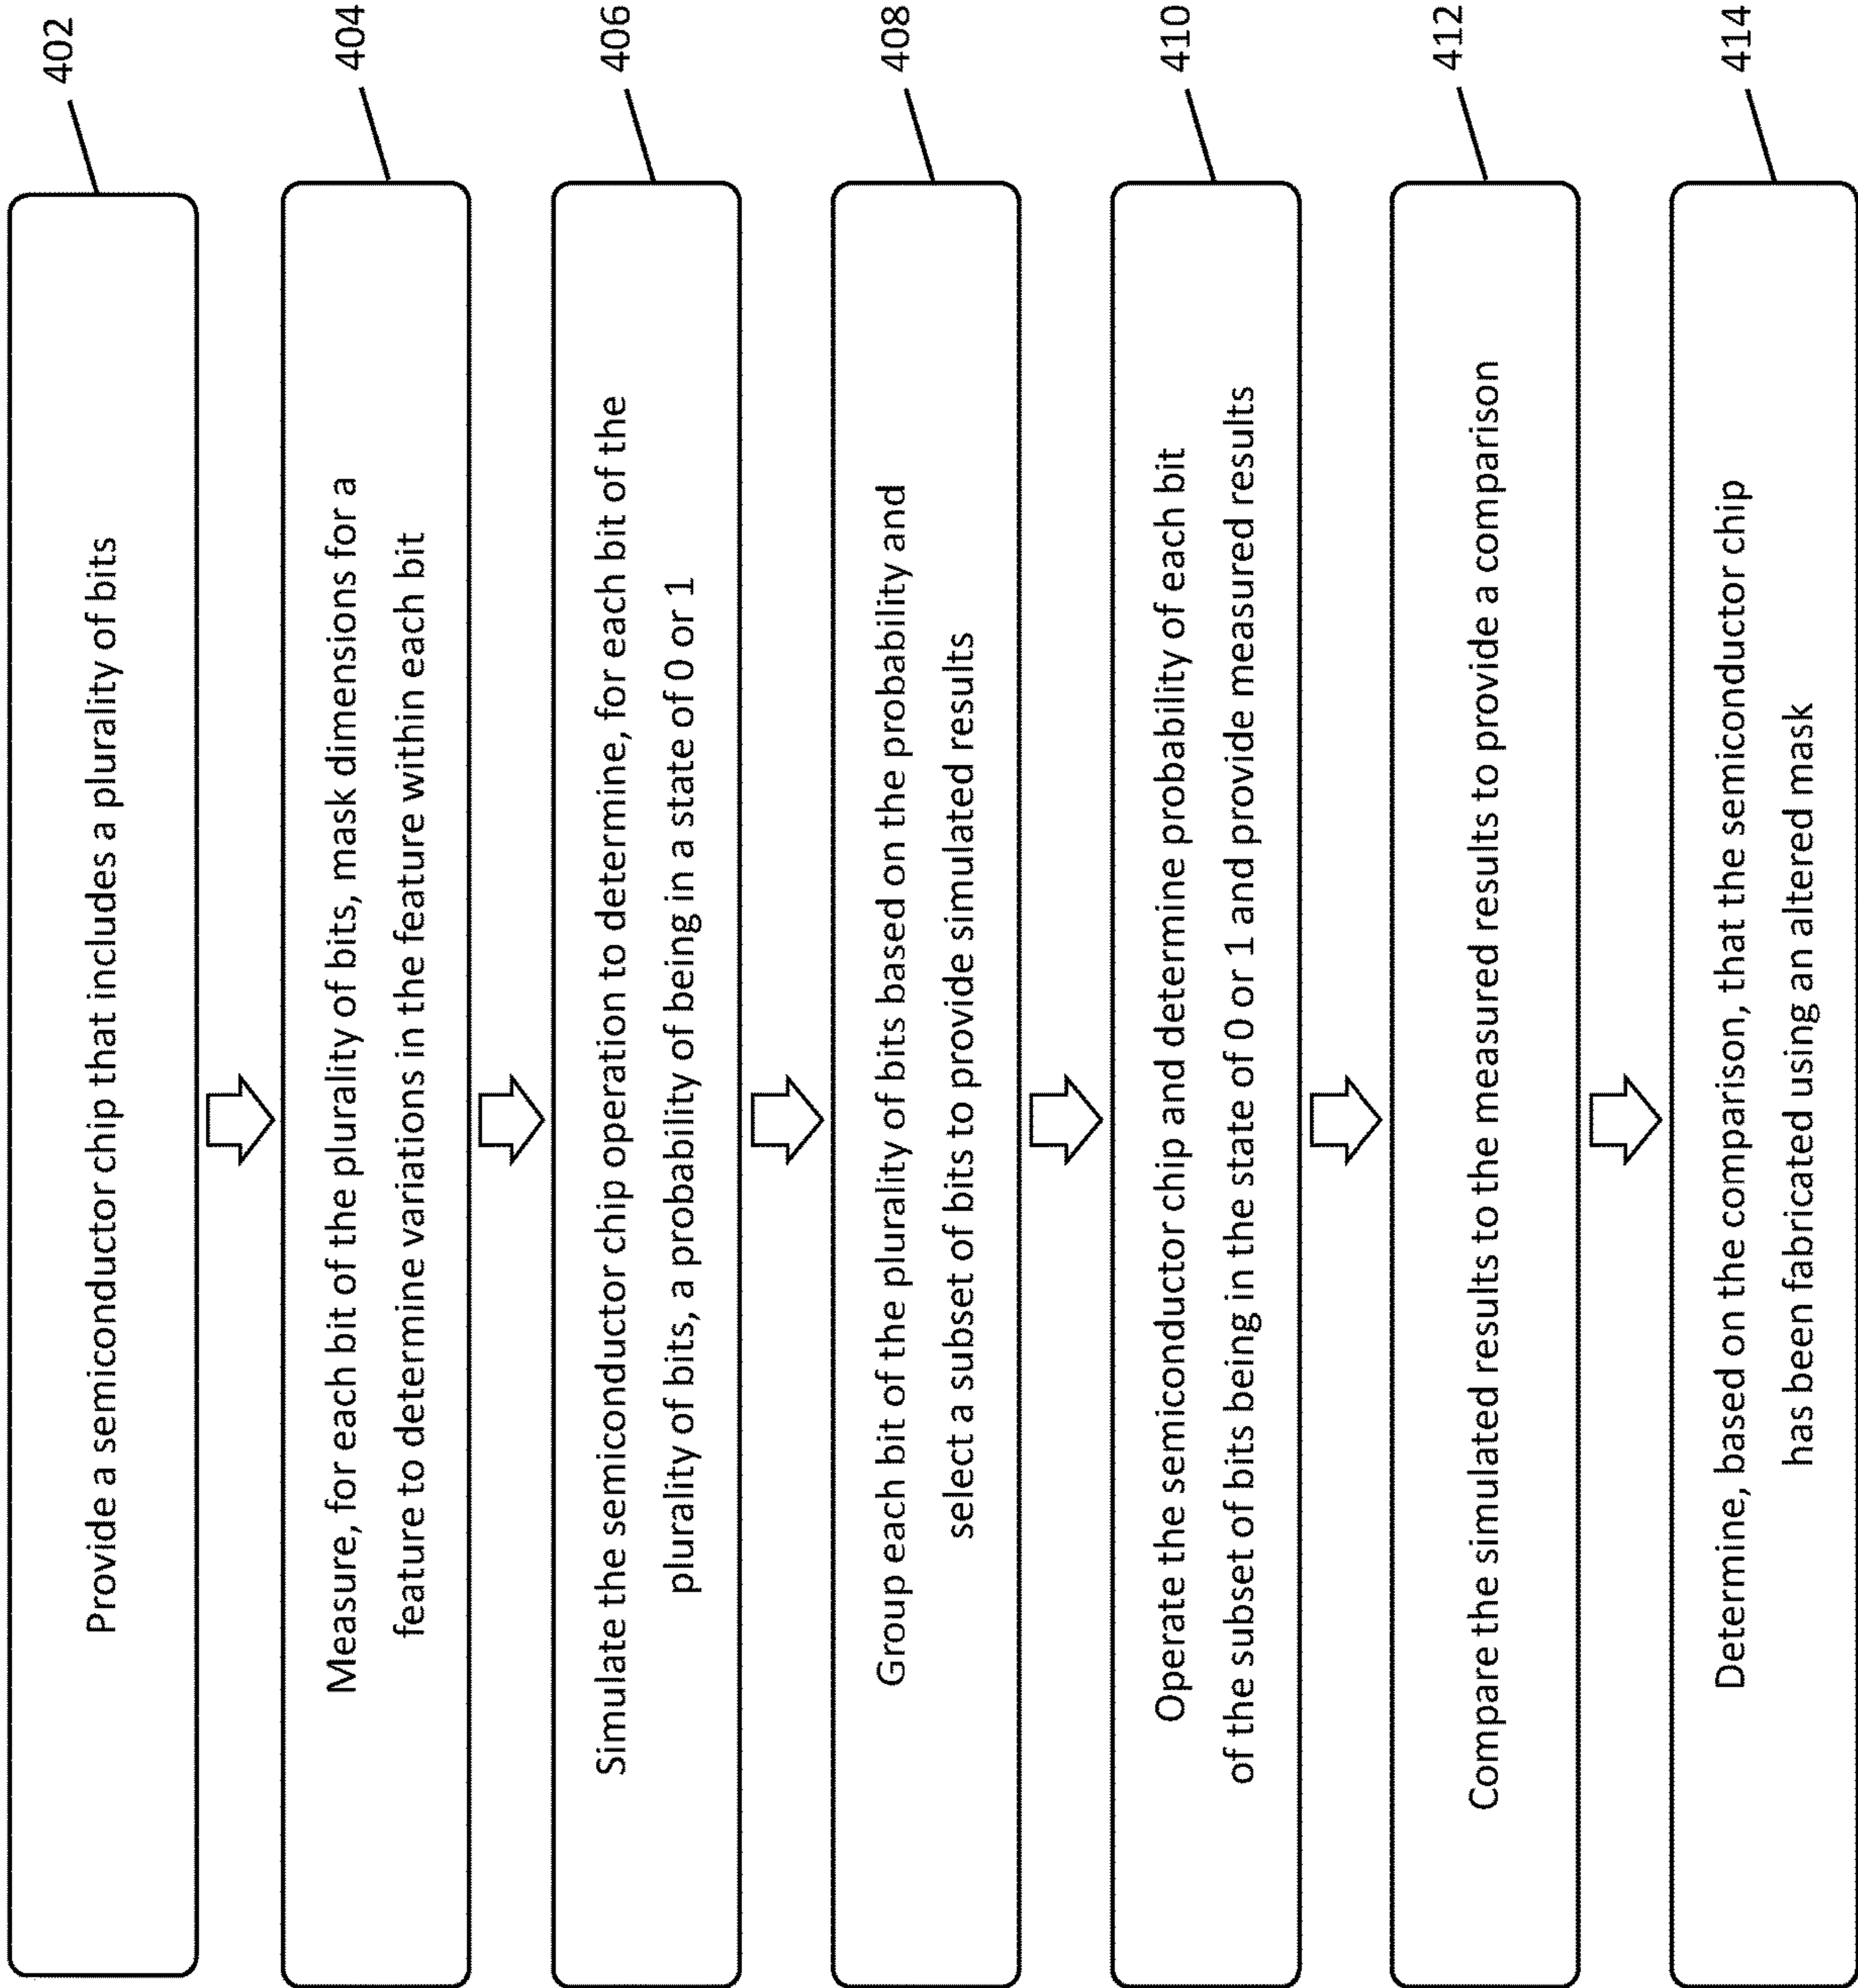 402
Provide a semiconductor chip that includes a plurality of bits
404
Measure, for each bit of the plurality of bits, mask dimensions for a
feature to determine variations in the feature within each bit
406
Simulate the semiconductor chip operation to determine, for each bit of the
plurality of bits, a probability of being in a state of 0 or 1
408
Group each bit of the plurality of bits based on the probability and
select a subset of bits to provide simulated results
410
Operate the semiconductor chip and determine probability of each bit
of the subset of bits being in the state of 0 or 1 and provide measured results
412
Compare the simulated results to the measured results to provide a comparison
414
Determine, based on the comparison, that the semiconductor chip
has been fabricated using an altered mask